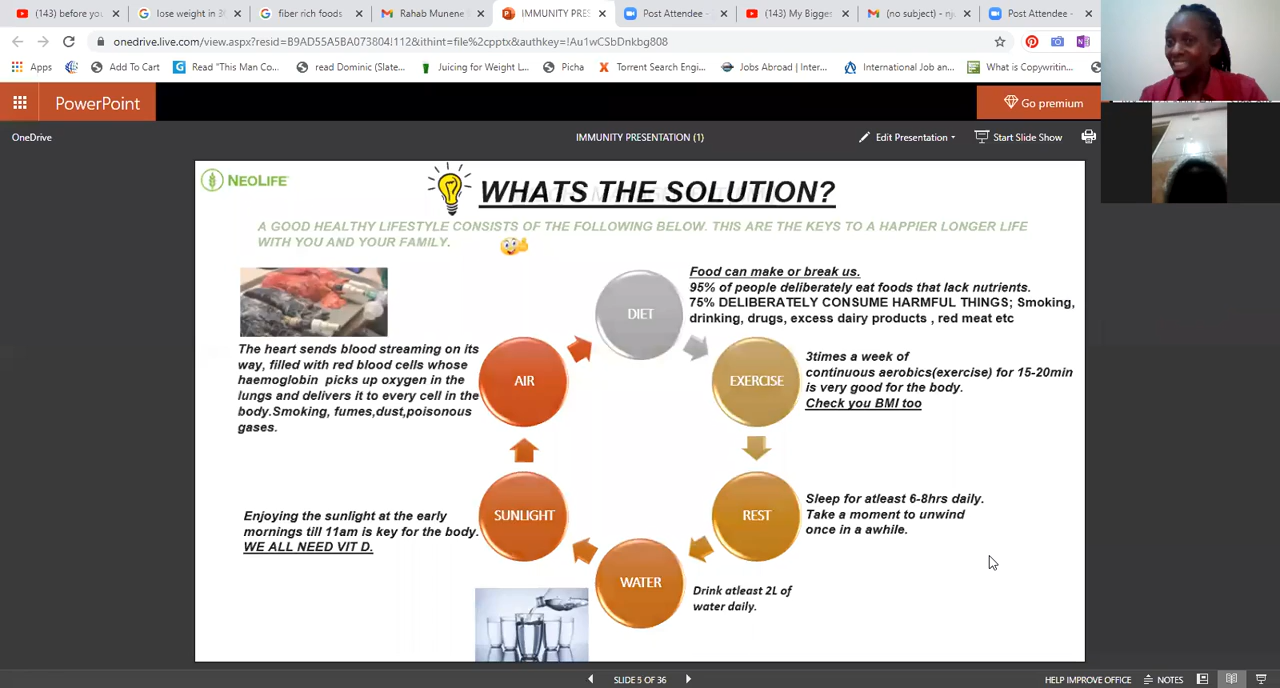 (143) before you
lose weight in 30
fiber rich foods
Rahab Munene
IMMUNITY PRES
Post Attendee -
(143) My Bigges
(no subject) - nj
Post Attendee -
onedrive.live.com/view.aspx?resid=B9AD55A5BA073804!112&ithint=file%2cpptx&authkey=!Au1wCSbDnkbg808
Apps
Add To Cart
Read "This Man Co...
read Dominic (Slate...
Juicing for Weight L...
Picha
Torrent Search Engi...
Jobs Abroad | Inter...
International Job an...
What is Copywritin...
PowerPoint
Go premium
OneDrive
IMMUNITY PRESENTATION (1)
Edit Presentation
Start Slide Show
NEOLIFE
WHATS THE SOLUTION?
A GOOD HEALTHY LIFESTYLE CONSISTS OF THE FOLLOWING BELOW. THIS ARE THE KEYS TO A HAPPIER LONGER LIFE
WITH YOU AND YOUR FAMILY.
DIET
Food can make or break us.
95% of people deliberately eat foods that lack nutrients.
75% DELIBERATELY CONSUME HARMFUL THINGS; Smoking,
drinking, drugs, excess dairy products , red meat etc
EXERCISE
3times a week of
continuous aerobics(exercise) for 15-20min
is very good for the body.
Check you BMI too
REST
Sleep for atleast 6-8hrs daily.
Take a moment to unwind
once in a awhile.
WATER
Drink atleast 2L of
water daily.
SUNLIGHT
Enjoying the sunlight at the early
mornings till 11am is key for the body.
WE ALL NEED VIT D.
AIR
The heart sends blood streaming on its
way, filled with red blood cells whose
haemoglobin picks up oxygen in the
lungs and delivers it to every cell in the
body.Smoking, fumes,dust,poisonous
gases.
SLIDE 5 OF 36
HELP IMPROVE OFFICE
NOTES